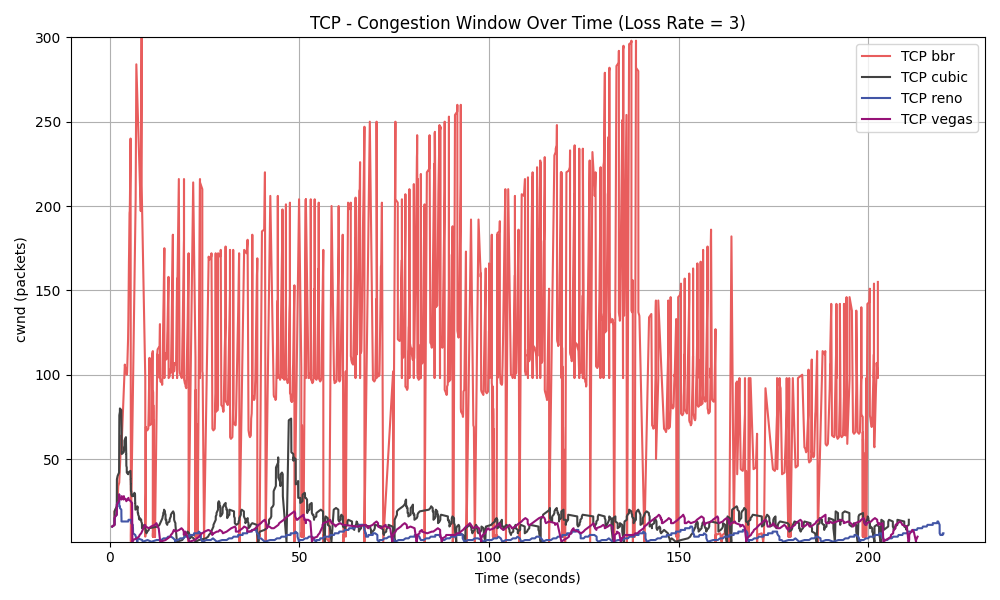 TCP - Congestion Window Over Time (Loss Rate = 3)
300
250
200
150
100
50
cwnd (packets)
TCP bbr
TCP cubic
TCP reno
TCP vegas
0 50 100 150 200
Time (seconds)